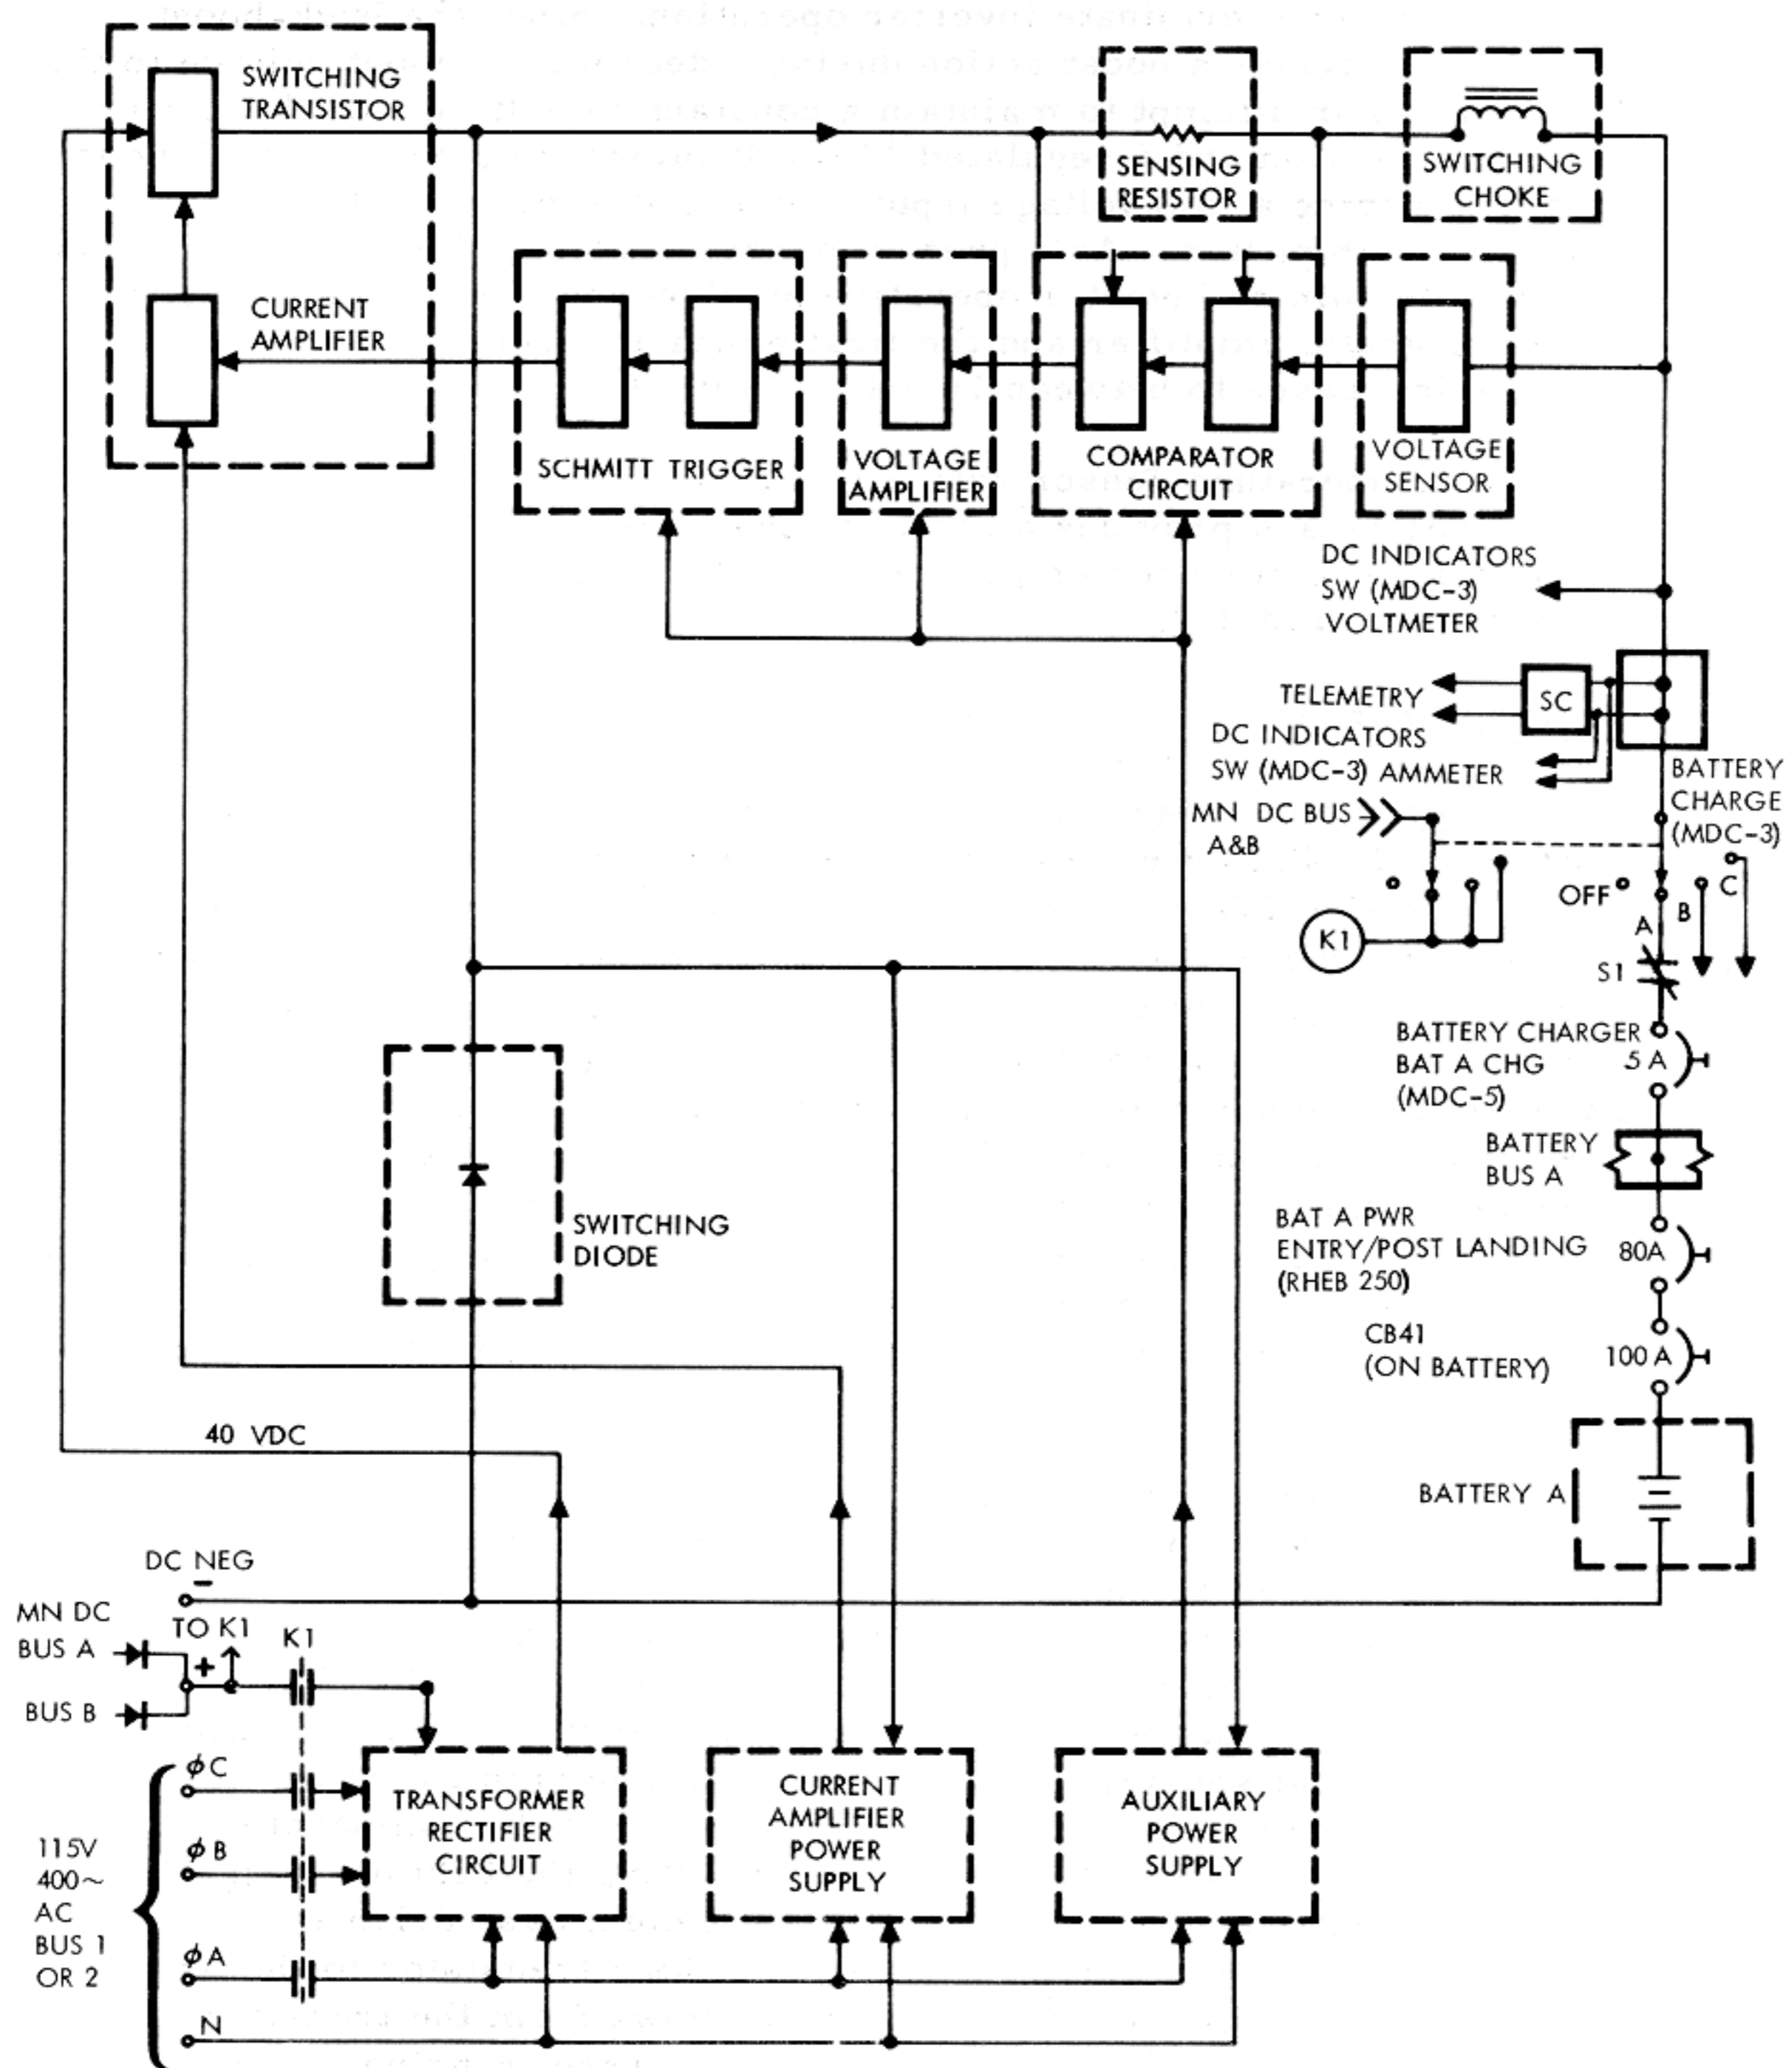 SWITCHING
TRANSISTOR
SENSING
RESISTOR
SWITCHING
CHOKE
CURRENT
AMPLIFIER
SCHMITT TRIGGER
VOLTAGE
AMPLIFIER
COMPARATOR
CIRCUIT
VOLTAGE
SENSOR
DC INDICATORS
SW (MDC-3)
VOLTMETER
TELEMETRY
SC
DC INDICATORS
SW (MDC-3) AMMETER
BATTERY
CHARGE
(MDC-3)
MN DC BUS
A&B
K1
OFF
A
B
C
S1
BATTERY CHARGER
BAT A CHG
(MDC-5)
5 A
BATTERY
BUS A
BAT A PWR
ENTRY/POST LANDING
(RHEB 250)
80A
CB41
(ON BATTERY)
100 A
BATTERY A
SWITCHING
DIODE
40 VDC
DC NEG
-
MN DC
BUS A
BUS B
TO K1
+
K1
115V
400~
AC
BUS 1
OR 2
φC
φB
φA
N
TRANSFORMER
RECTIFIER
CIRCUIT
CURRENT
AMPLIFIER
POWER
SUPPLY
AUXILIARY
POWER
SUPPLY